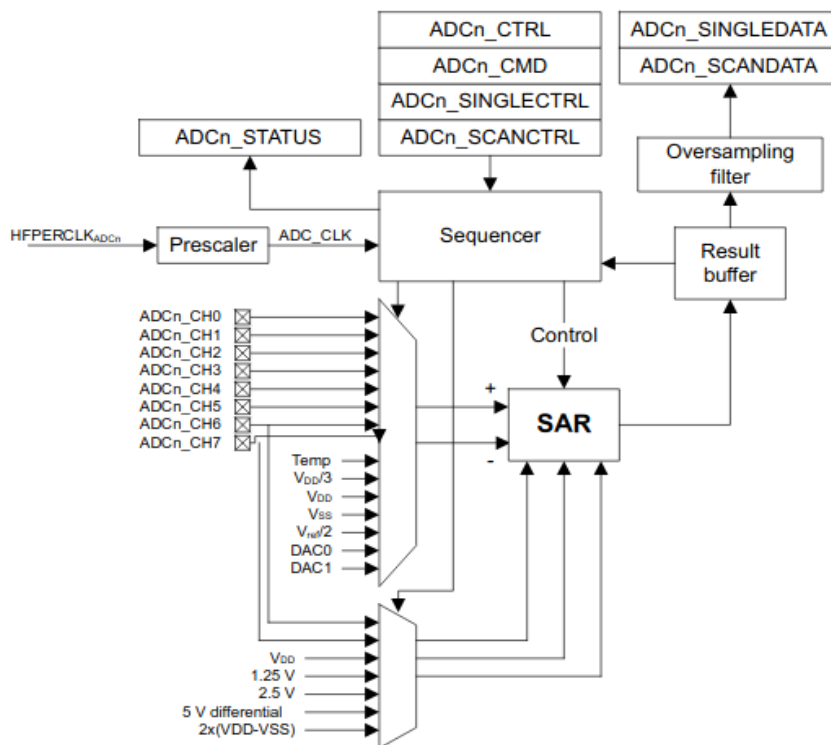 ADCn_CTRL
ADCn_CMD
ADCn_SINGLECTRL
ADCn_SCANCTRL
ADCn_SINGLEDATA
ADCn_SCANDATA
ADCn_STATUS
Oversampling
filter
HFPERCLKADCn
Prescaler
ADC_CLK
Sequencer
Result
buffer
ADCn_CH0
ADCn_CH1
ADCn_CH2
ADCn_CH3
ADCn_CH4
ADCn_CH5
ADCn_CH6
ADCn_CH7
Control
+
SAR
-
Temp
VDD/3
VDD
VSS
Vref/2
DAC0
DAC1
VDD
1.25 V
2.5 V
5 V differential
2x(VDD-VSS)